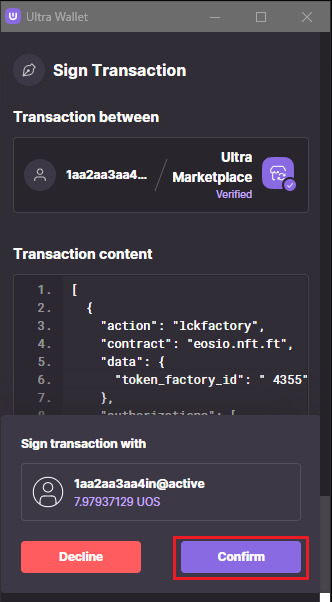 Ultra Wallet
Sign Transaction
Transaction between
1aa2aa3aa4...
Ultra
Marketplace
Verified
Transaction content
1. [
2. {
3. "action": "lckfactory",
4. "contract": "eosio.nft.ft",
5. "data": {
6. "token_factory_id": " 4355"
7. },
8. "authorizations": [
Sign transaction with
1aa2aa3aa4in@active
7.97937129 UOS
Decline
Confirm